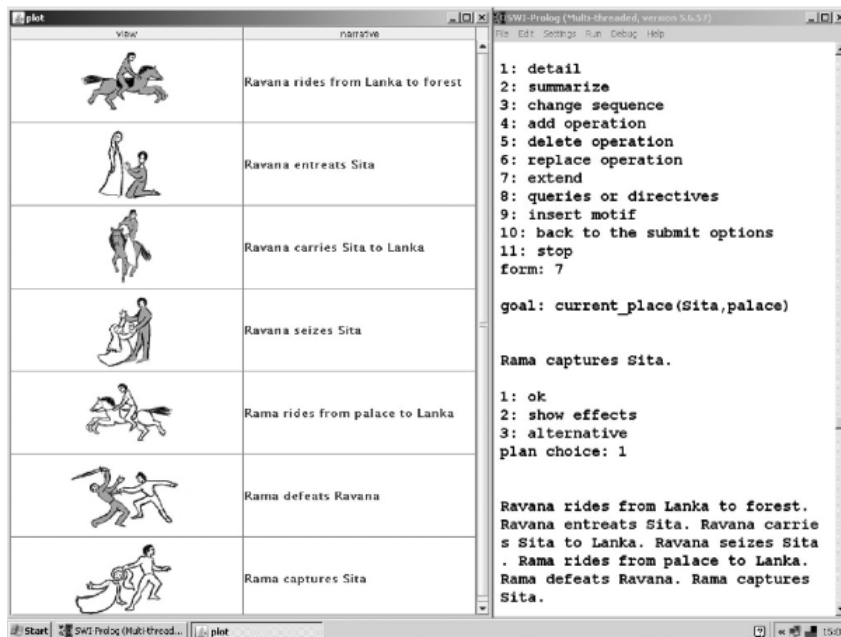 plot
view narrative
Ravana rides from Lanka to forest
Ravana entreats Sita
Ravana carries Sita to Lanka
Ravana seizes Sita
Rama rides from palace to Lanka
Rama defeats Ravana
Rama captures Sita
SWI-Prolog (Multi-threaded, version 5.6.57)
File Edit Settings Run Debug Help
1: detail
2: summarize
3: change sequence
4: add operation
5: delete operation
6: replace operation
7: extend
8: queries or directives
9: insert motif
10: back to the submit options
11: stop
form: 7
goal: current_place(Sita,palace)
Rama captures Sita.
1: ok
2: show effects
3: alternative
plan choice: 1
Ravana rides from Lanka to forest.
Ravana entreats Sita. Ravana carrie
s Sita to Lanka. Ravana seizes Sita
. Rama rides from palace to Lanka.
Rama defeats Ravana. Rama captures
Sita.
Start SWI-Prolog (Multi-thread... plot